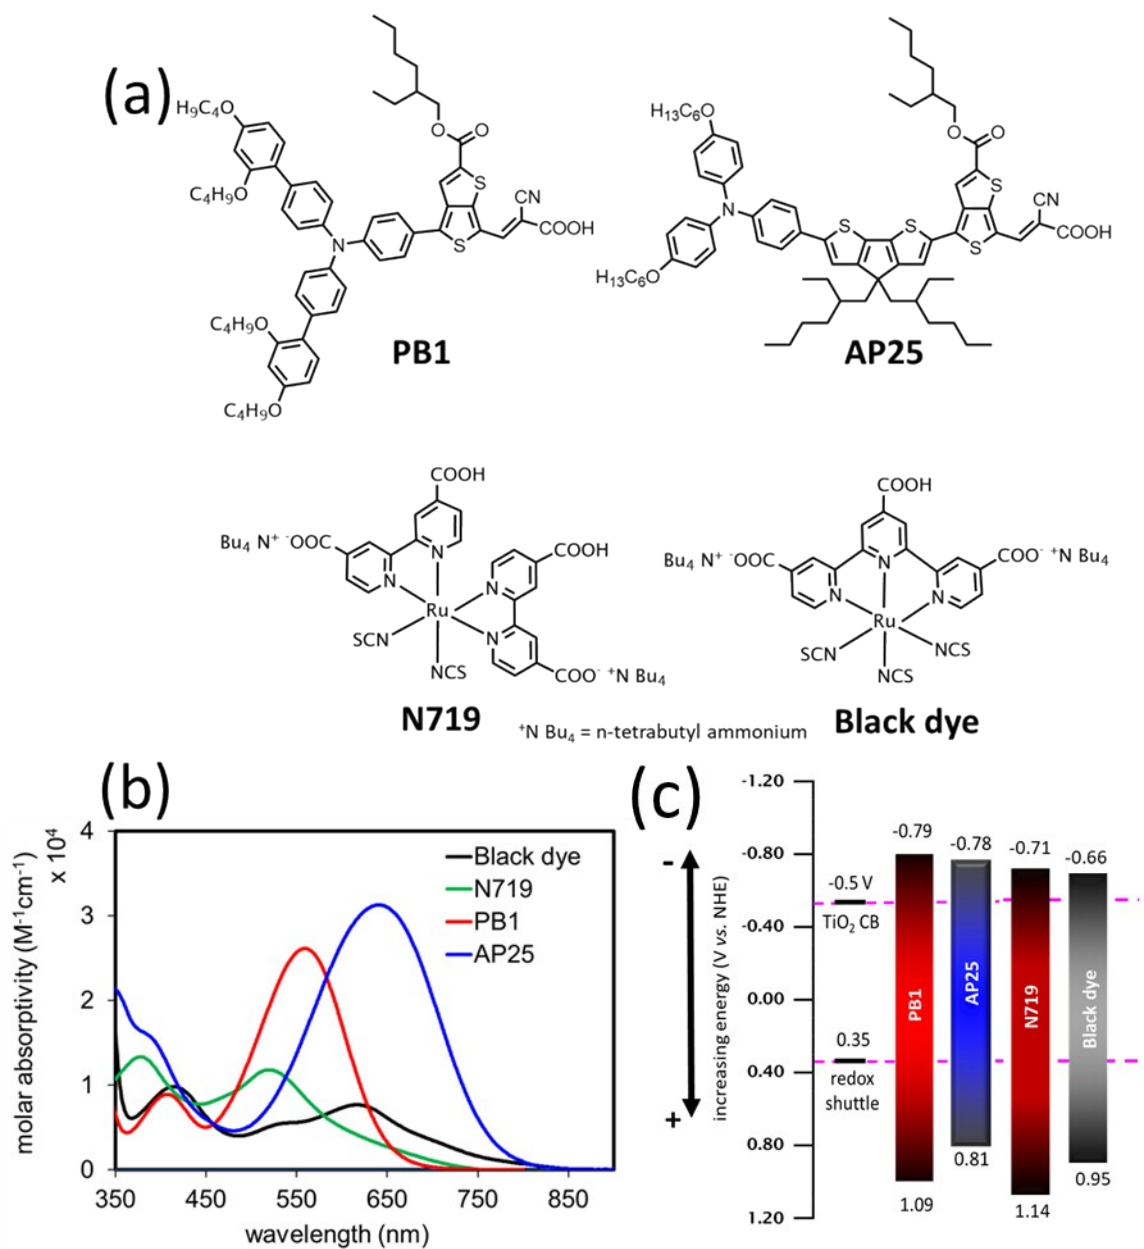 (a)
H₉C₄O
C₄H₉O
O
O
S
S
CN
COOH
N
C₄H₉O
C₄H₉O
PB1
H₁₃C₆O
H₁₃C₆O
N
S
S
O
O
S
S
CN
COOH
AP25
COOH
Bu₄ N⁺ ⁻OOC
N
N
COOH
N
N
Ru
SCN
NCS
COO⁻ ⁺N Bu₄
N719
COOH
Bu₄ N⁺ ⁻OOC
COO⁻ ⁺N Bu₄
N
N
N
Ru
SCN
NCS
NCS
Black dye
⁺N Bu₄ = n-tetrabutyl ammonium
(b)
molar absorptivity (M⁻¹cm⁻¹)
x 10⁴
4
3
2
1
0
350
450
550
650
750
850
wavelength (nm)
Black dye
N719
PB1
AP25
(c)
-
+
increasing energy (V vs. NHE)
-1.20
-0.80
-0.40
0.00
0.40
0.80
1.20
-0.5 V
TiO₂ CB
0.35
redox
shuttle
-0.79
PB1
1.09
-0.78
AP25
0.81
-0.71
N719
1.14
-0.66
Black dye
0.95